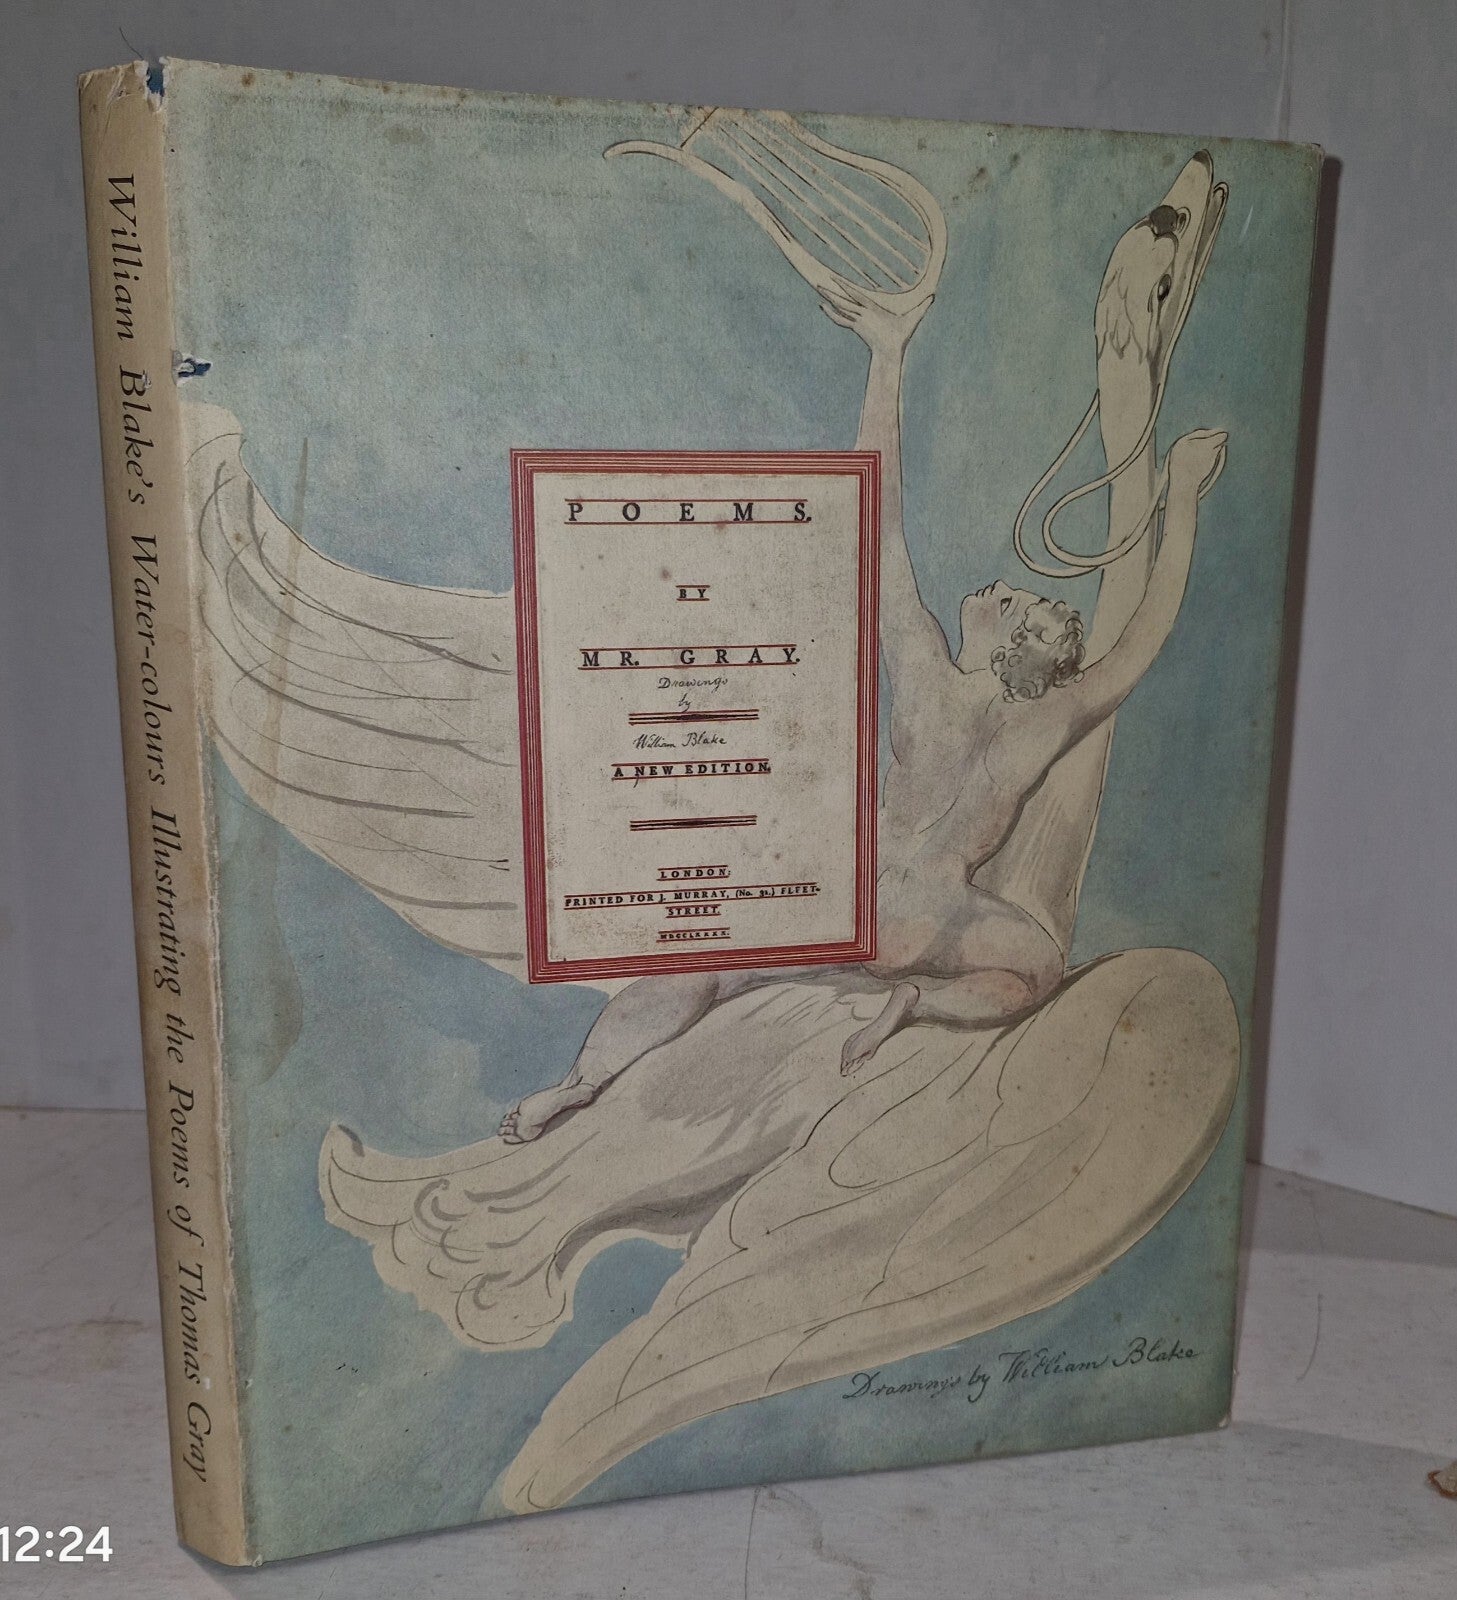 William Blake's Water-colours Illustrating the Poems of Thomas Gray
POEMS.
BY
MR. GRAY.
Drawings
by
William Blake
A NEW EDITION.
LONDON:
PRINTED FOR J. MURRAY, (No. 32.) FLEET-
STREET.
MDCCLXXXX.
Drawings by William Blake
12:24